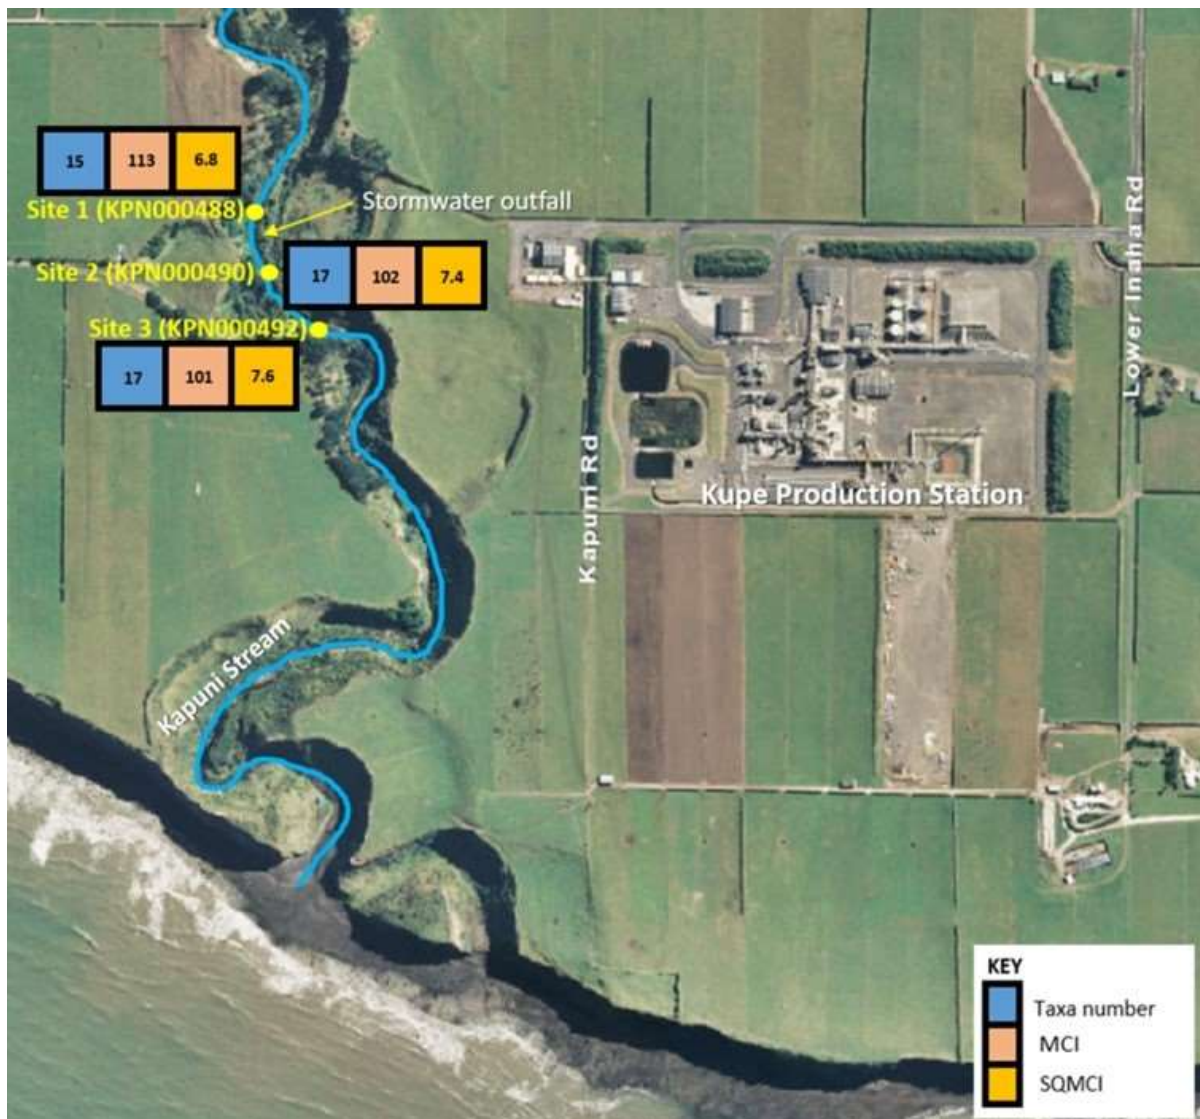 15 113 6.8
Site 1 (KPN000488)
Stormwater outfall
Site 2 (KPN000490)
17 102 7.4
Site 3 (KPN000492)
17 101 7.6
Lower Inaha Rd
Kapuni Rd
Kupe Production Station
Kapuni Stream
KEY
Taxa number
MCI
SQMCI